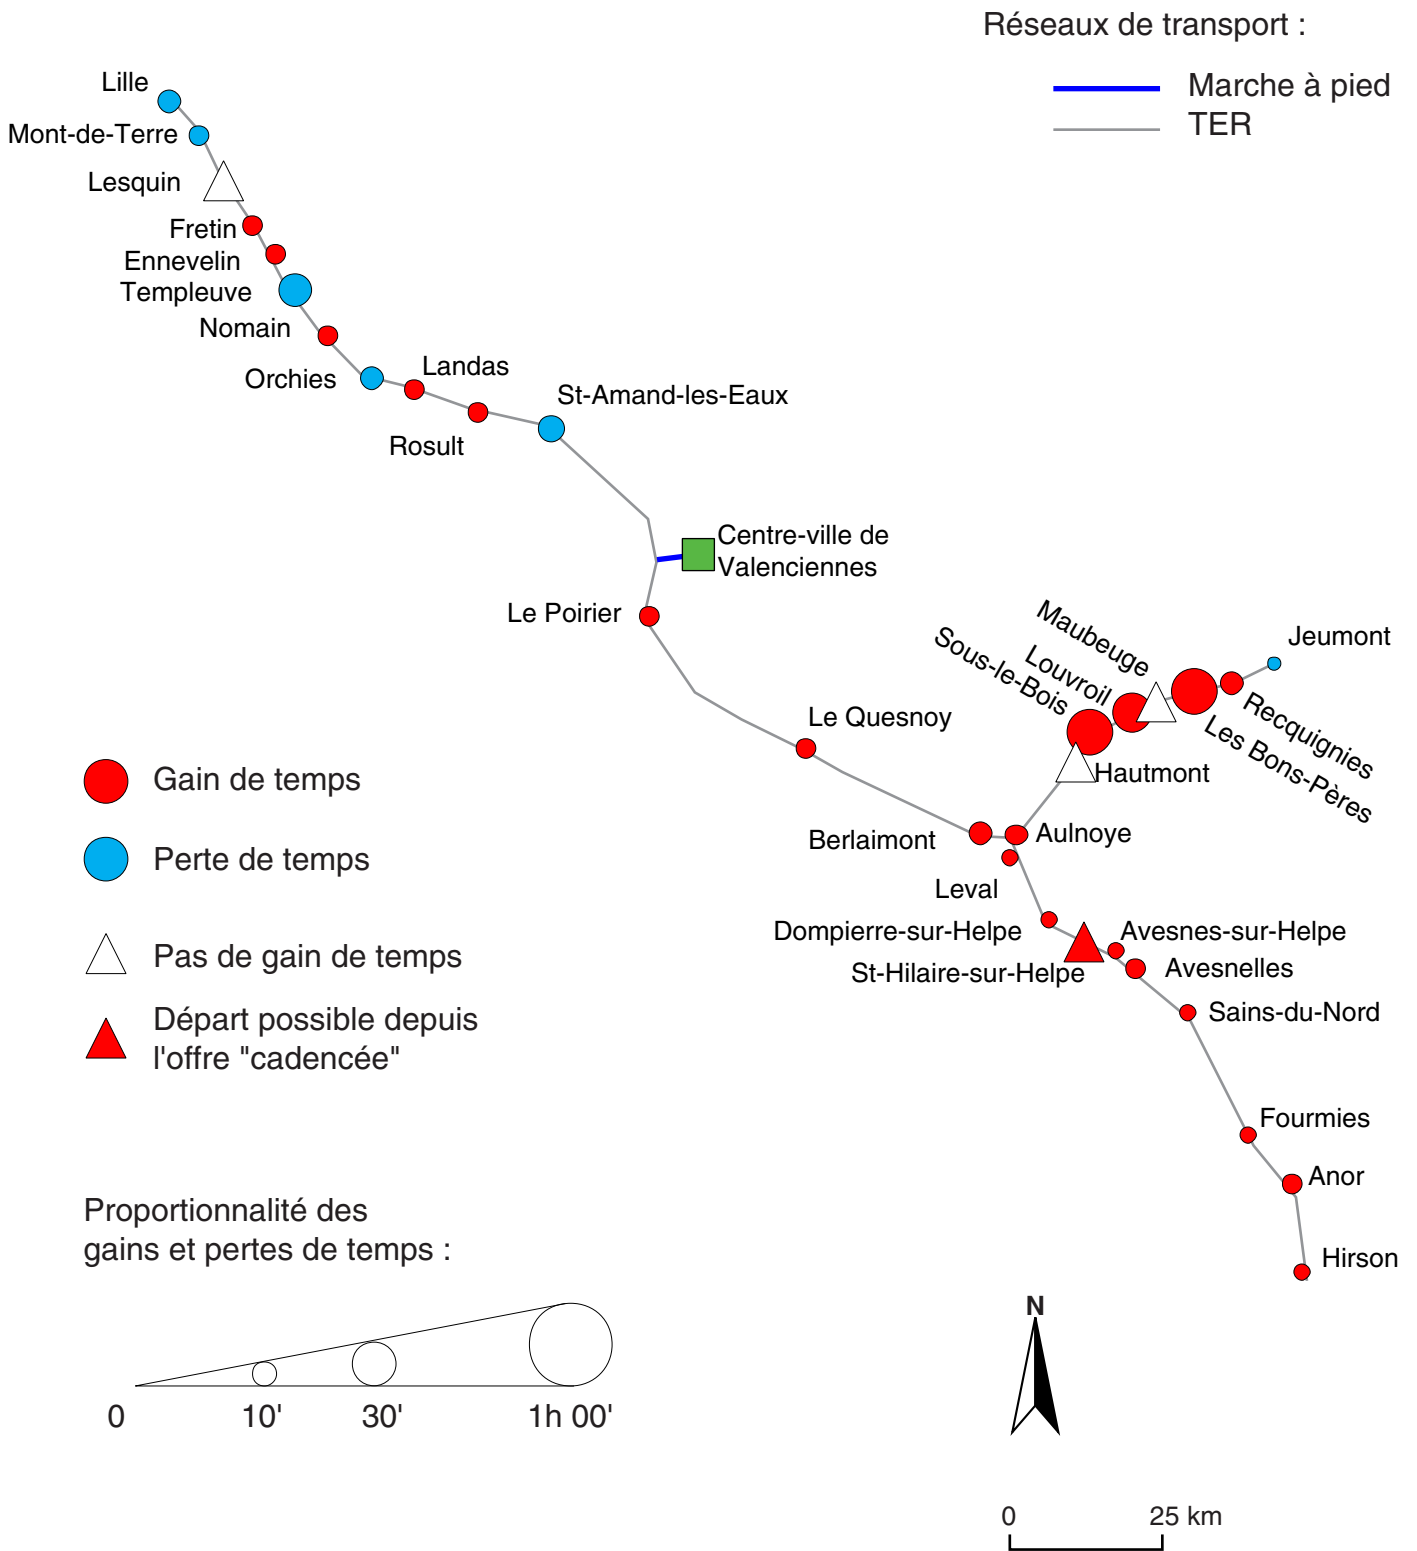 Réseaux de transport :
Marche à pied
TER
Lille
Mont-de-Terre
Lesquin
Fretin
Ennevelin
Templeuve
Nomain
Orchies
Landas
Rosult
St-Amand-les-Eaux
Centre-ville de
Valenciennes
Le Poirier
Le Quesnoy
Maubeuge
Louvroil
Sous-le-Bois
Jeumont
Recquignies
Les Bons-Pères
Hautmont
Berlaimont
Aulnoye
Leval
Dompierre-sur-Helpe
Avesnes-sur-Helpe
St-Hilaire-sur-Helpe
Avesnelles
Sains-du-Nord
Fourmies
Anor
Hirson
Gain de temps
Perte de temps
Pas de gain de temps
Départ possible depuis
l'offre "cadencée"
Proportionnalité des
gains et pertes de temps :
0 10' 30' 1h 00'
N
0 25 km